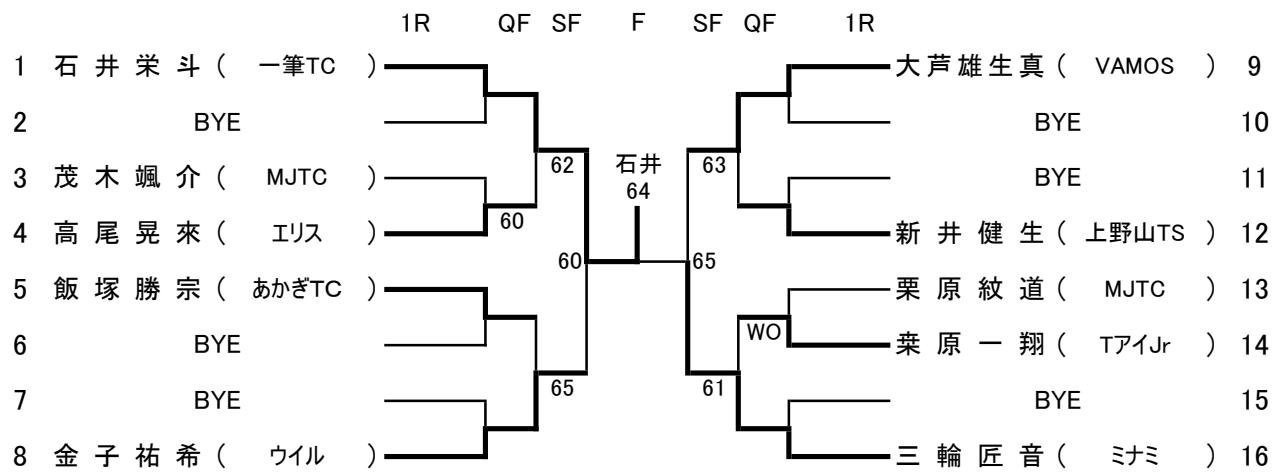 1R QF SF F SF QF 1R
1 石井栄斗 ( 一筆TC ) 大芦雄生真 ( VAMOS ) 9
2 BYE BYE 10
62 石井 63
3 茂木颯介 ( MJTC ) BYE 11
64
60
4 高尾晃來 ( エリス ) 新井健生 ( 上野山TS ) 12
60 65
5 飯塚勝宗 ( あかぎTC ) 栗原紋道 ( MJTC ) 13
WO
6 BYE 桒原一翔 ( TアイJr ) 14
65 61
7 BYE BYE 15
8 金子祐希 ( ウイル ) 三輪匠音 ( ミナミ ) 16